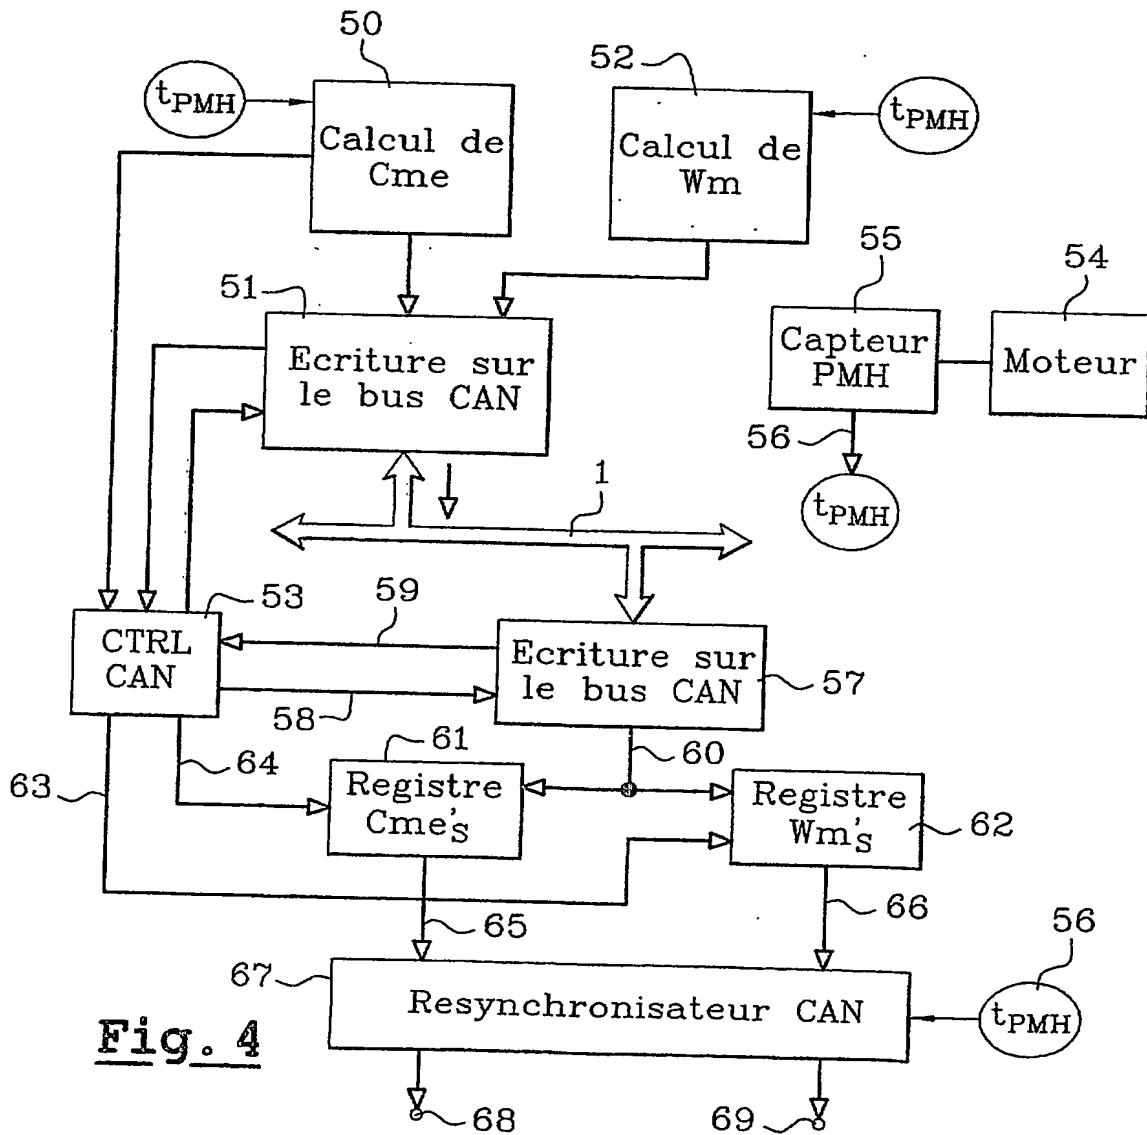 50
52
tPMH
Calcul de
Cme
Calcul de
Wm
tPMH
51
55
54
Ecriture sur
le bus CAN
Capteur
PMH
Moteur
56
tPMH
1
53
59
CTRL
CAN
Ecriture sur
le bus CAN
57
58
61
60
63
64
Registre
Cme's
Registre
Wm's
62
65
66
56
67
Resynchronisateur CAN
tPMH
Fig. 4
68
69